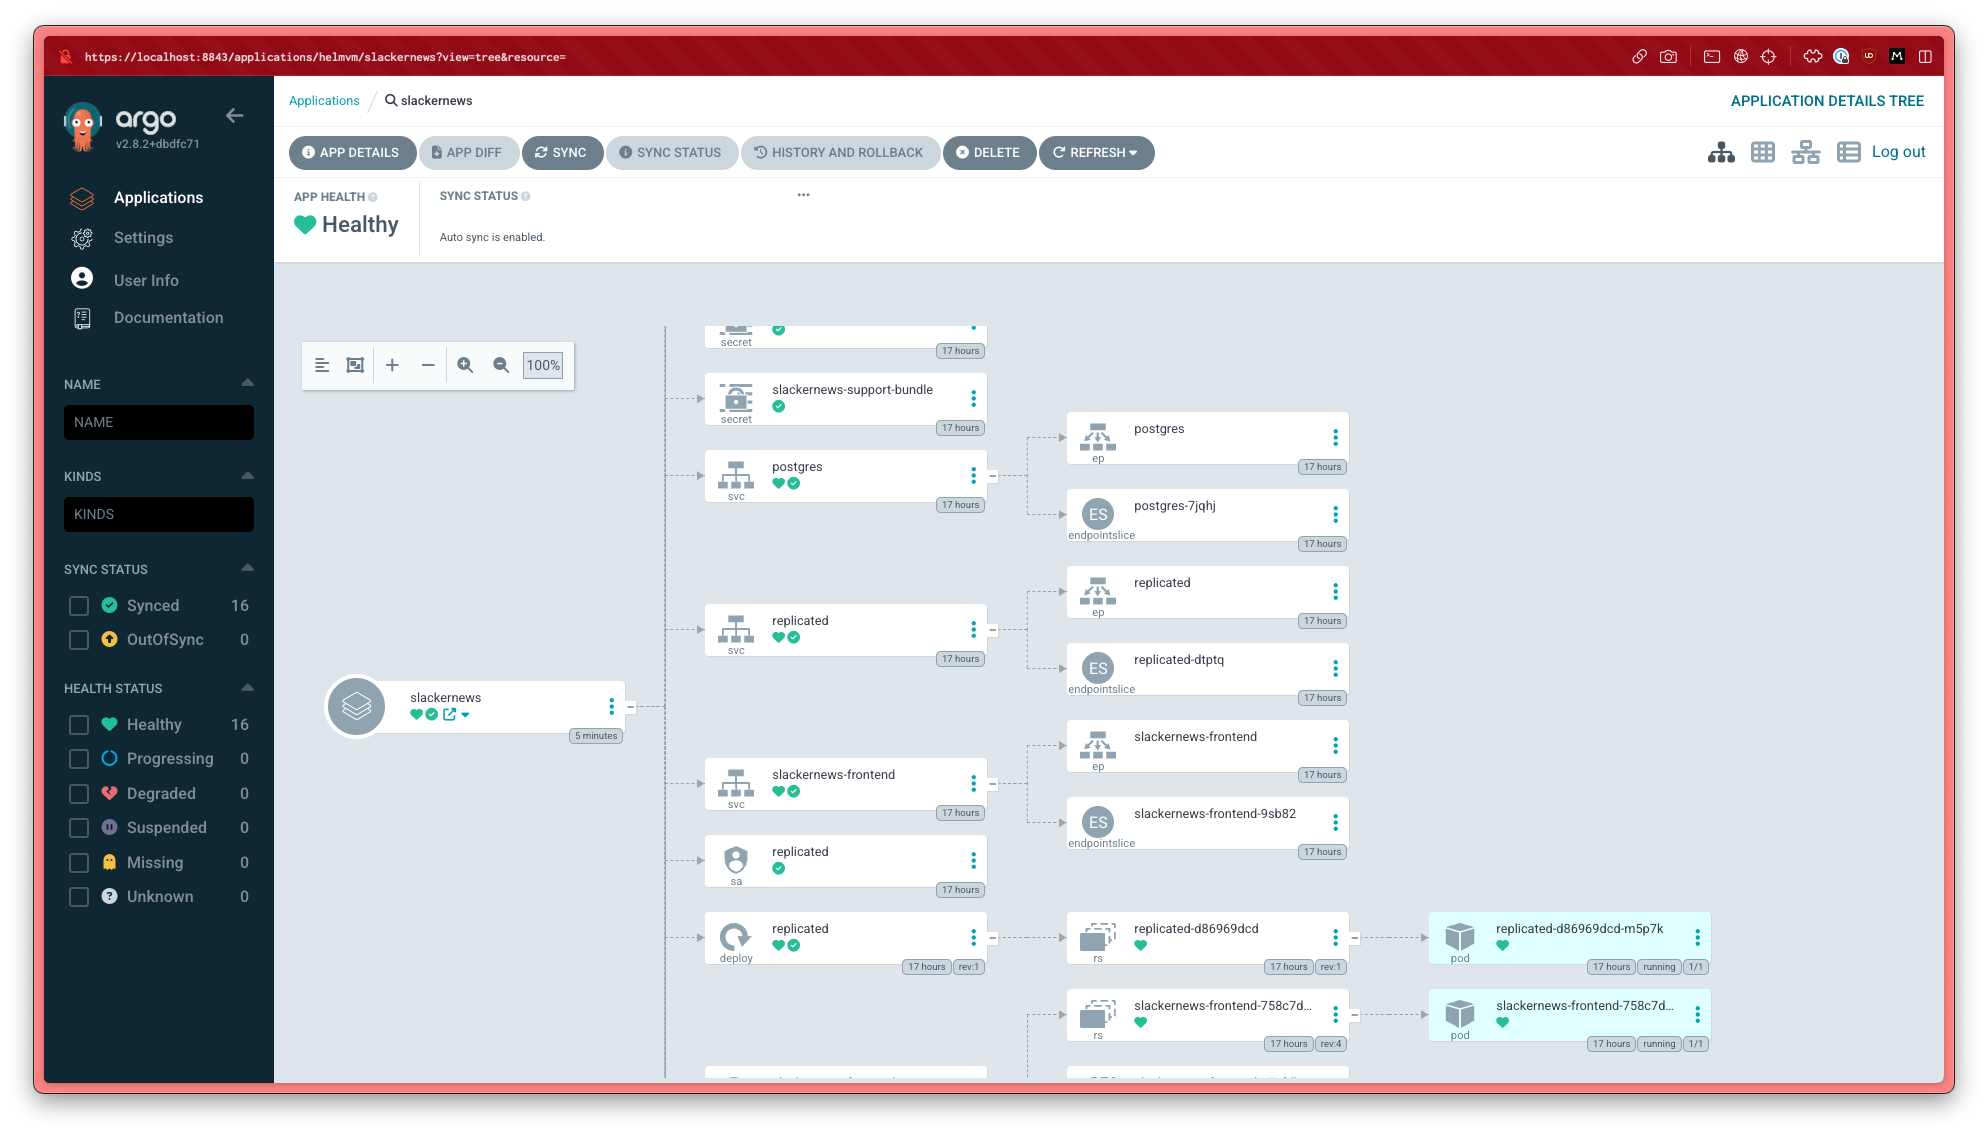 https://localhost:8843/applications/helmvm/slackernews?view=tree&resource=
UD
M
argo
v2.8.2+dbdfc71
Applications
Settings
User Info
Documentation
NAME
NAME
KINDS
KINDS
SYNC STATUS
Synced 16
OutOfSync 0
HEALTH STATUS
Healthy 16
Progressing 0
Degraded 0
Suspended 0
Missing 0
Unknown 0
Applications / slackernews
APPLICATION DETAILS TREE
APP DETAILS APP DIFF SYNC SYNC STATUS HISTORY AND ROLLBACK DELETE REFRESH
Log out
APP HEALTH
Healthy
SYNC STATUS
...
Auto sync is enabled.
100%
slackernews
5 minutes
secret
17 hours
slackernews-support-bundle
secret
17 hours
postgres
svc
17 hours
postgres
ep
17 hours
ES
postgres-7jqhj
endpointslice
17 hours
replicated
svc
17 hours
replicated
ep
17 hours
ES
replicated-dtptq
endpointslice
17 hours
slackernews-frontend
svc
17 hours
slackernews-frontend
ep
17 hours
ES
slackernews-frontend-9sb82
endpointslice
17 hours
replicated
sa
17 hours
replicated
deploy
17 hours rev:1
replicated-d86969dcd
rs
17 hours rev:1
replicated-d86969dcd-m5p7k
pod
17 hours running 1/1
slackernews-frontend-758c7d...
rs
17 hours rev:4
slackernews-frontend-758c7d...
pod
17 hours running 1/1